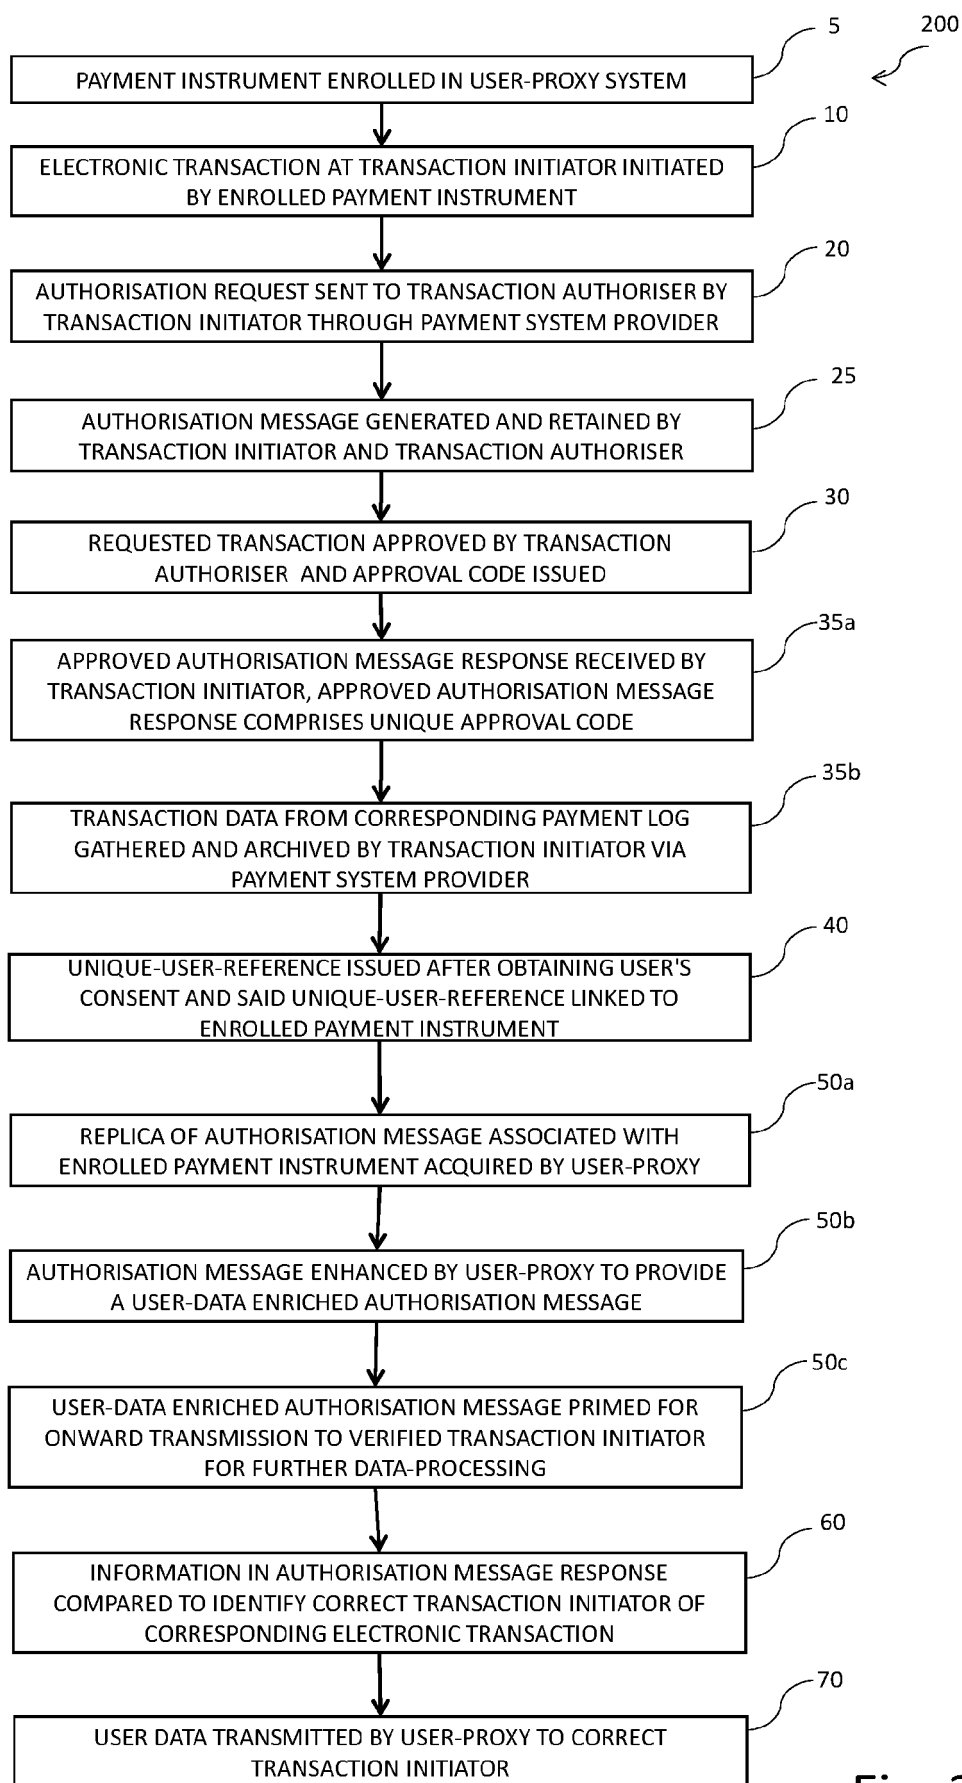 5
200
PAYMENT INSTRUMENT ENROLLED IN USER-PROXY SYSTEM
10
ELECTRONIC TRANSACTION AT TRANSACTION INITIATOR INITIATED
BY ENROLLED PAYMENT INSTRUMENT
20
AUTHORISATION REQUEST SENT TO TRANSACTION AUTHORISER BY
TRANSACTION INITIATOR THROUGH PAYMENT SYSTEM PROVIDER
25
AUTHORISATION MESSAGE GENERATED AND RETAINED BY
TRANSACTION INITIATOR AND TRANSACTION AUTHORISER
30
REQUESTED TRANSACTION APPROVED BY TRANSACTION
AUTHORISER AND APPROVAL CODE ISSUED
35a
APPROVED AUTHORISATION MESSAGE RESPONSE RECEIVED BY
TRANSACTION INITIATOR, APPROVED AUTHORISATION MESSAGE
RESPONSE COMPRISES UNIQUE APPROVAL CODE
35b
TRANSACTION DATA FROM CORRESPONDING PAYMENT LOG
GATHERED AND ARCHIVED BY TRANSACTION INITIATOR VIA
PAYMENT SYSTEM PROVIDER
40
UNIQUE-USER-REFERENCE ISSUED AFTER OBTAINING USER'S
CONSENT AND SAID UNIQUE-USER-REFERENCE LINKED TO
ENROLLED PAYMENT INSTRUMENT
50a
REPLICA OF AUTHORISATION MESSAGE ASSOCIATED WITH
ENROLLED PAYMENT INSTRUMENT ACQUIRED BY USER-PROXY
50b
AUTHORISATION MESSAGE ENHANCED BY USER-PROXY TO PROVIDE
A USER-DATA ENRICHED AUTHORISATION MESSAGE
50c
USER-DATA ENRICHED AUTHORISATION MESSAGE PRIMED FOR
ONWARD TRANSMISSION TO VERIFIED TRANSACTION INITIATOR
FOR FURTHER DATA-PROCESSING
60
INFORMATION IN AUTHORISATION MESSAGE RESPONSE
COMPARED TO IDENTIFY CORRECT TRANSACTION INITIATOR OF
CORRESPONDING ELECTRONIC TRANSACTION
70
USER DATA TRANSMITTED BY USER-PROXY TO CORRECT
TRANSACTION INITIATOR